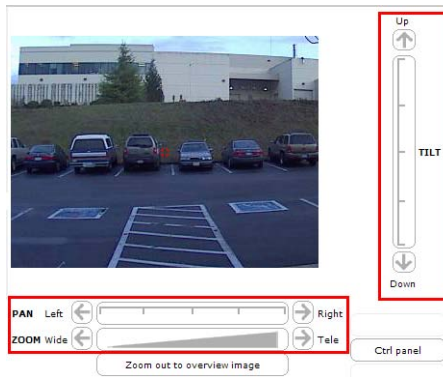 Up
TILT
Down
PAN Left Right
ZOOM Wide Tele
Ctrl panel
Zoom out to overview image